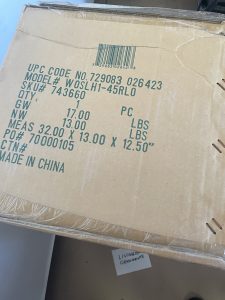 UPC CODE NO.729083 026423
MODEL# WOSLH1-45RLO
SKU# 743660
QTY 1 PC
GW 17.00 LBS
NW 13.00 LBS
MEAS 32.00 X 13.00 X 12.50"
PO# 70000105
CTN#
MADE IN CHINA